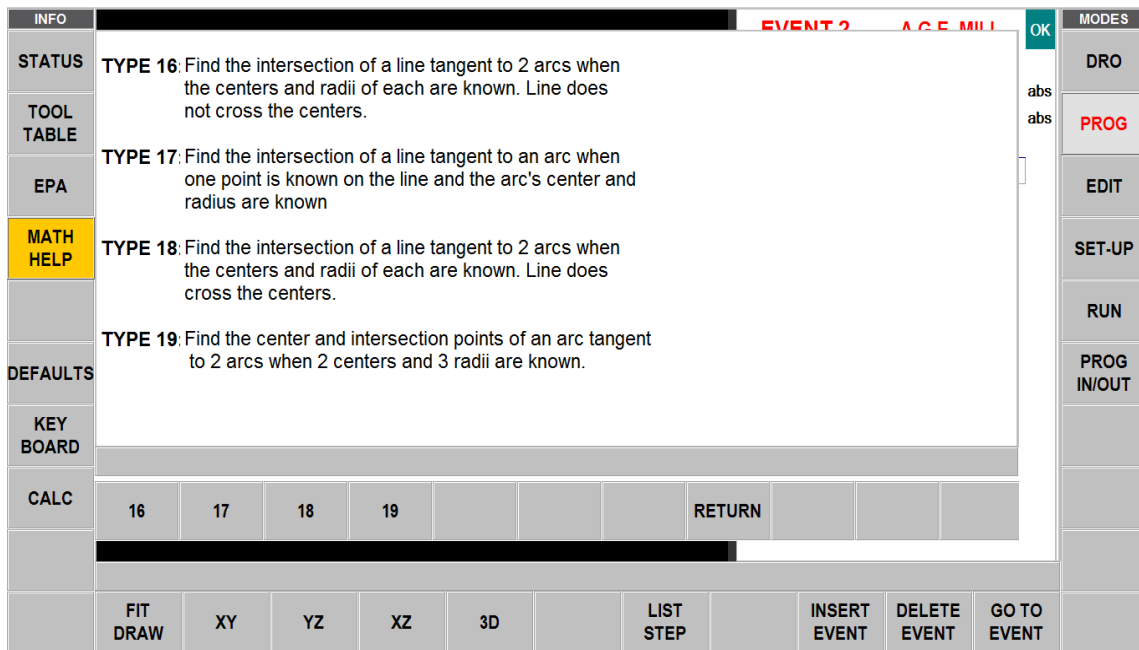 INFO
STATUS
TOOL
TABLE
EPA
MATH
HELP
DEFAULTS
KEY
BOARD
CALC
EVENT 2 A.G.E. MILL
OK
abs
abs
TYPE 16: Find the intersection of a line tangent to 2 arcs when
the centers and radii of each are known. Line does
not cross the centers.
TYPE 17: Find the intersection of a line tangent to an arc when
one point is known on the line and the arc's center and
radius are known
TYPE 18: Find the intersection of a line tangent to 2 arcs when
the centers and radii of each are known. Line does
cross the centers.
TYPE 19: Find the center and intersection points of an arc tangent
to 2 arcs when 2 centers and 3 radii are known.
16 17 18 19 RETURN
FIT
DRAW
XY
YZ
XZ
3D
LIST
STEP
INSERT
EVENT
DELETE
EVENT
GO TO
EVENT
MODES
DRO
PROG
EDIT
SET-UP
RUN
PROG
IN/OUT